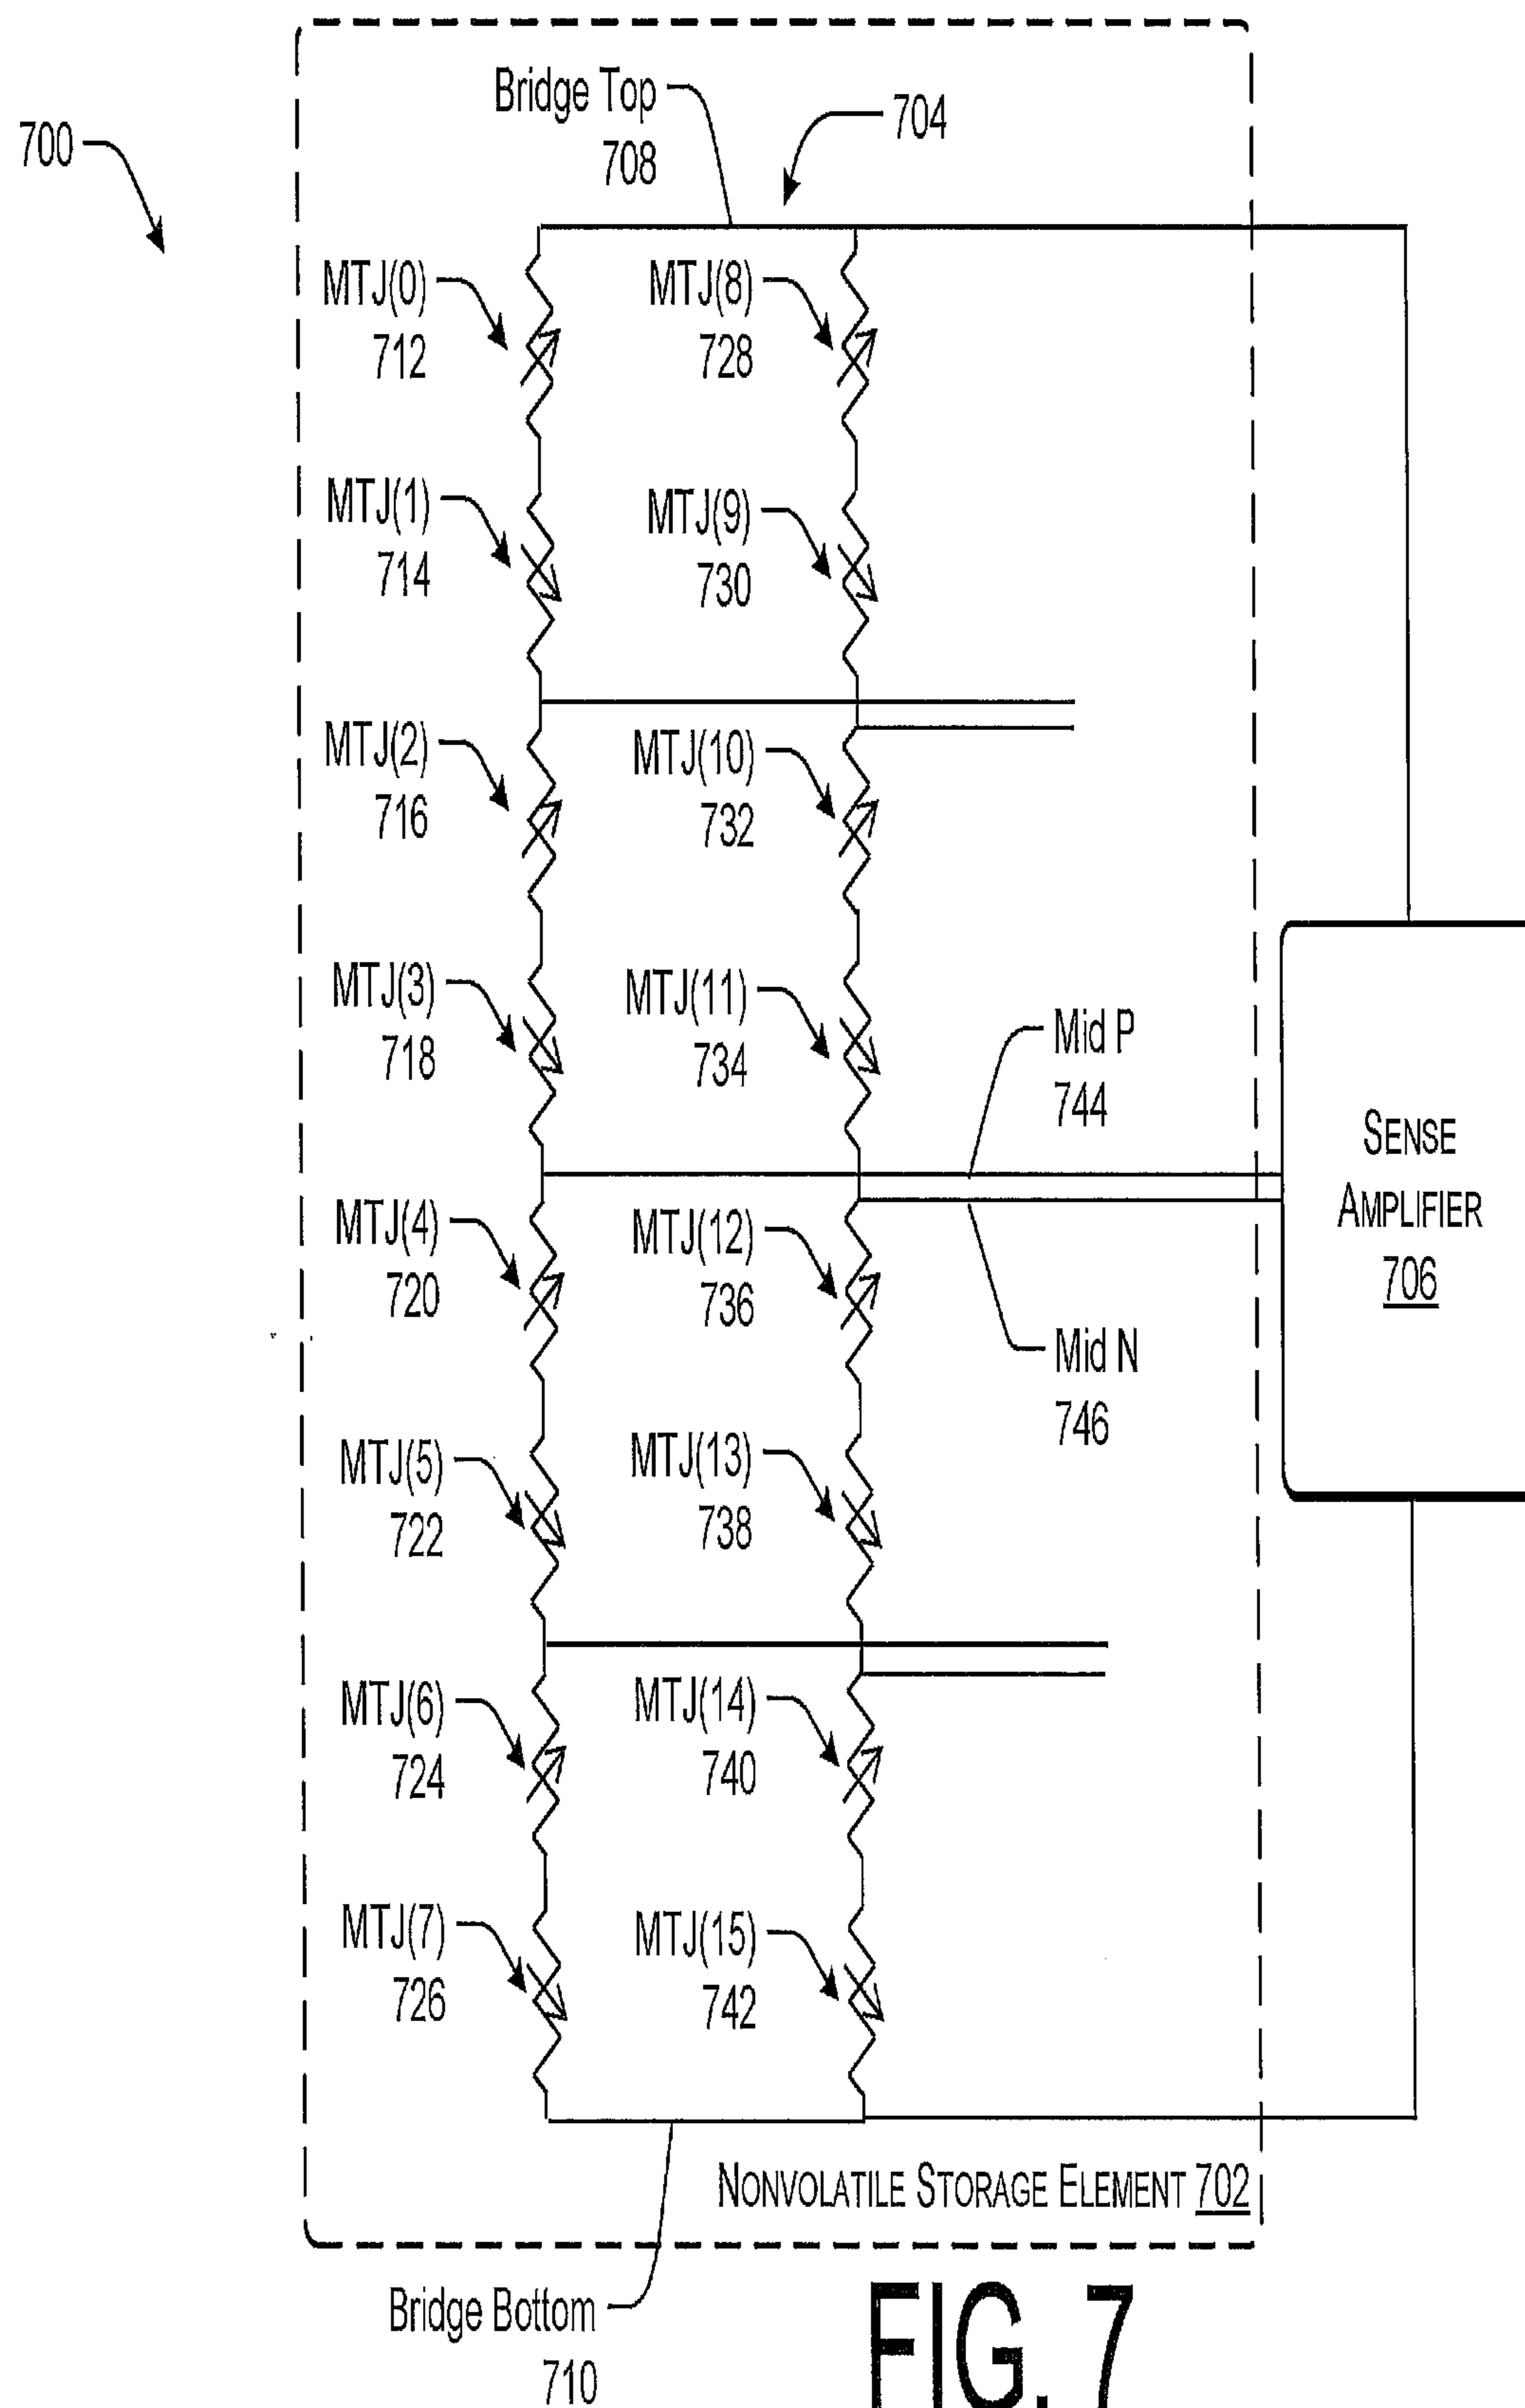 700
Bridge Top
708
704
MTJ(0)
712
MTJ(8)
728
MTJ(1)
714
MTJ(9)
730
MTJ(2)
716
MTJ(10)
732
MTJ(3)
718
MTJ(11)
734
Mid P
744
SENSE
AMPLIFIER
706
MTJ(4)
720
MTJ(12)
736
Mid N
746
MTJ(5)
722
MTJ(13)
738
MTJ(6)
724
MTJ(14)
740
MTJ(7)
726
MTJ(15)
742
NONVOLATILE STORAGE ELEMENT 702
Bridge Bottom
710
FIG. 7